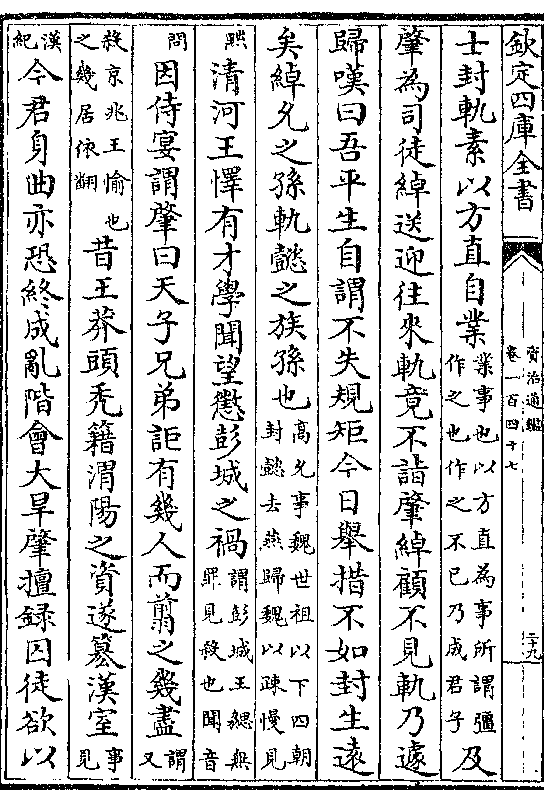 欽定四庫全書
資治通鑑
卷一百四十七
二十九
士封軌素以方直自業業事也以方直為事所謂彊作之也作之不已乃成君子及
肇為司徒綽送迎往來軌竟不詣肇綽顧不見軌乃遽
歸嘆曰吾平生自謂不失規矩今日舉措不如封生遠
矣綽允之孫軌懿之族孫也高允事魏世祖以下四朝封懿去燕歸魏以疎慢見
黜清河王懌有才學聞望懲彭城之禍謂彭城王勰無罪見殺也聞音
問因侍宴謂肇曰天子兄弟詎有幾人而翦之幾盡謂又
殺京兆王愉也之幾居依翻昔王莽頭禿籍渭陽之資遂簒漢室事見
漢紀今君身曲亦恐終成亂階會大旱肇擅録囚徒欲以